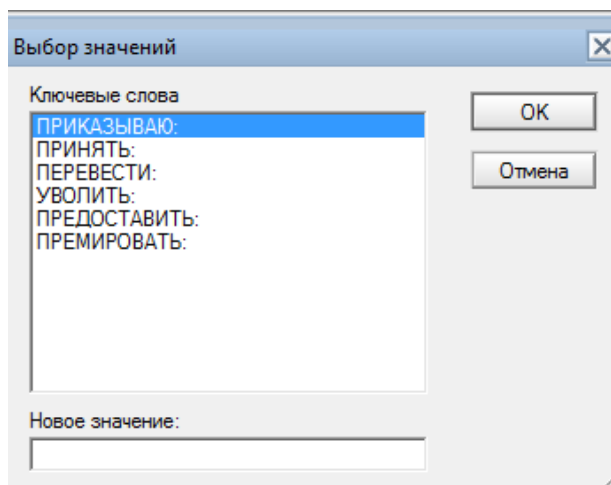 Выбор значений
Ключевые слова
ПРИКАЗЫВАЮ:
ПРИНЯТЬ:
ПЕРЕВЕСТИ:
УВОЛИТЬ:
ПРЕДОСТАВИТЬ:
ПРЕМИРОВАТЬ:
OK
Отмена
Новое значение: